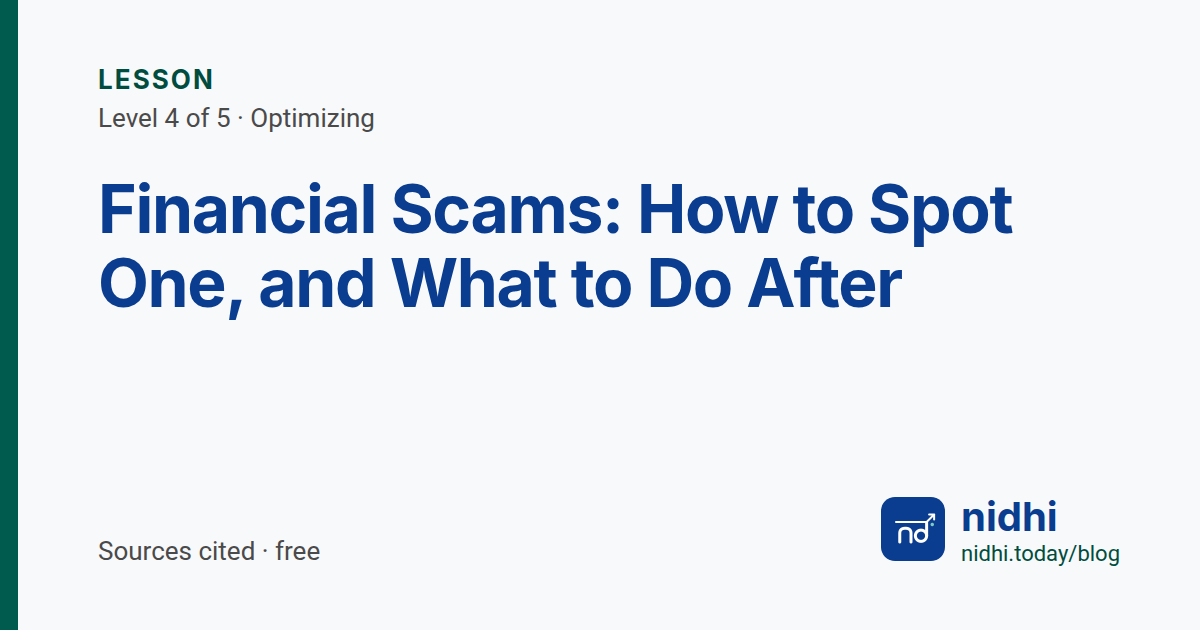 LESSON
Level 4 of 5 · Optimizing
Financial Scams: How to Spot
One, and What to Do After
Sources cited · free
nd
nidhi
nidhi.today/blog